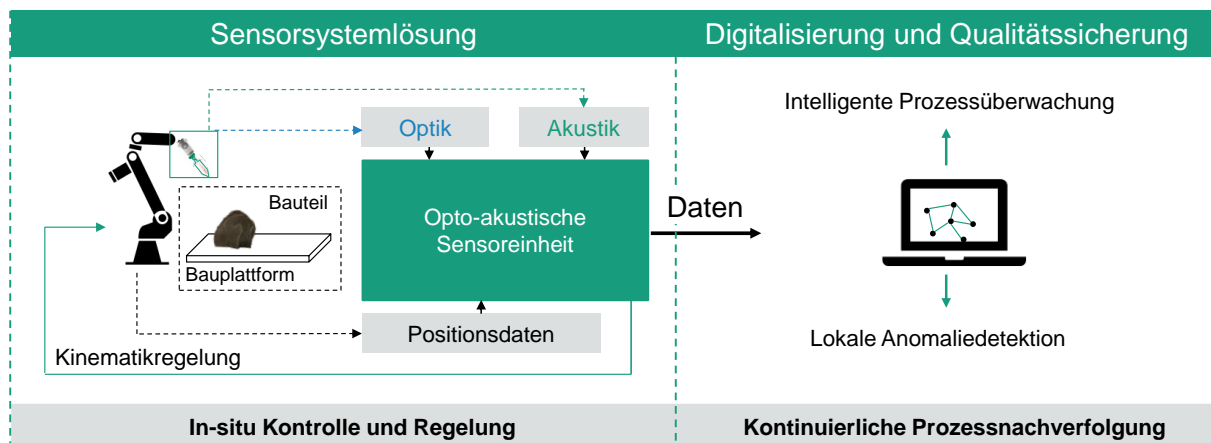 Sensorsystemlösung
Digitalisierung und Qualitätssicherung
Optik
Akustik
Bauteil
Bauplattform
Opto-akustische
Sensoreinheit
Positionsdaten
Kinematikregelung
Daten
Intelligente Prozessüberwachung
Lokale Anomaliedetektion
In-situ Kontrolle und Regelung
Kontinuierliche Prozessnachverfolgung